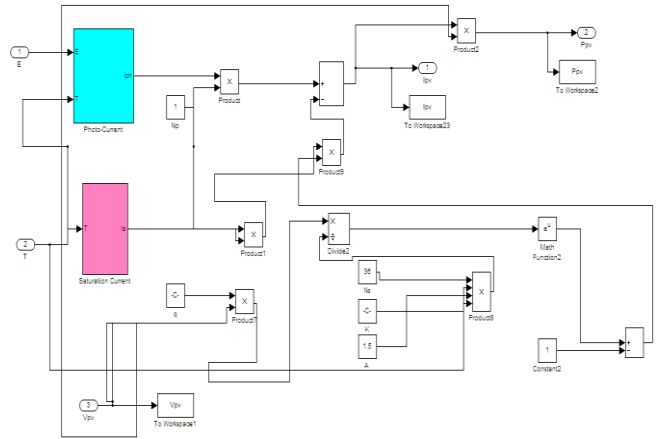 1
E
E
T
Iph
Photo-Current
1
Np
X
Product
+
−
X
Product2
2
Ppv
Ppv
To Workspace2
1
Ipv
Ipv
To Workspace23
X
Product9
2
T
T
Is
Saturation Current
X
Product1
X
÷
Divide2
e^u
Math
Function2
36
Ns
-C-
K
1.5
A
X
Product8
-C-
q
X
Product7
1
Constant2
+
−
3
Vpv
Vpv
To Workspace1